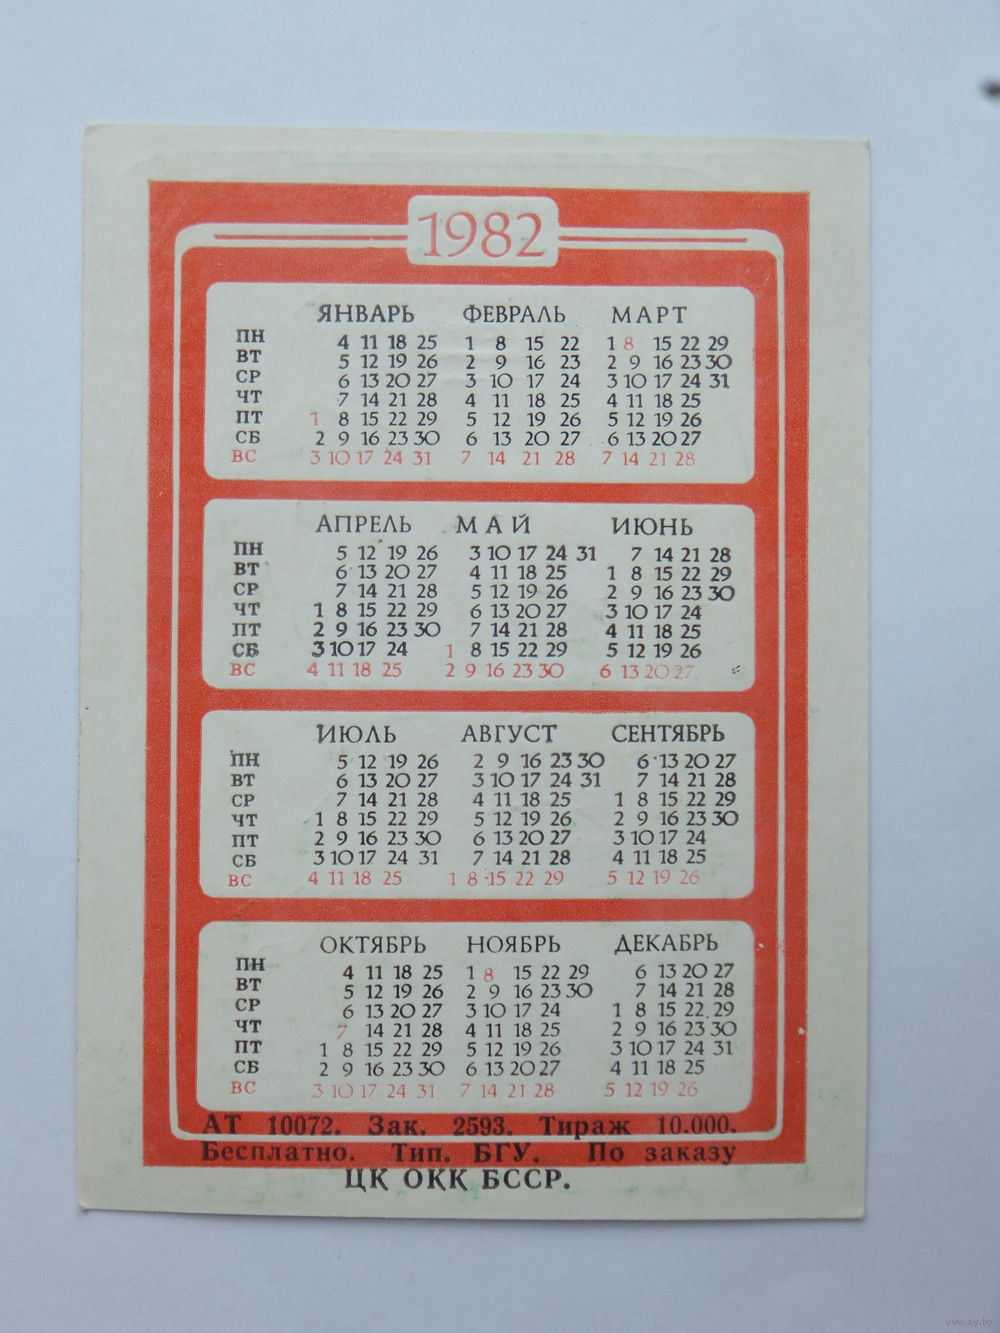 1982
ЯНВАРЬ ФЕВРАЛЬ МАРТ
ПН 4 11 18 25 1 8 15 22 1 8 15 22 29
ВТ 5 12 19 26 2 9 16 23 2 9 16 23 30
СР 6 13 20 27 3 10 17 24 3 10 17 24 31
ЧТ 7 14 21 28 4 11 18 25 4 11 18 25
ПТ 1 8 15 22 29 5 12 19 26 5 12 19 26
СБ 2 9 16 23 30 6 13 20 27 6 13 20 27
ВС 3 10 17 24 31 7 14 21 28 7 14 21 28
АПРЕЛЬ МАЙ ИЮНЬ
ПН 5 12 19 26 3 10 17 24 31 7 14 21 28
ВТ 6 13 20 27 4 11 18 25 1 8 15 22 29
СР 7 14 21 28 5 12 19 26 2 9 16 23 30
ЧТ 1 8 15 22 29 6 13 20 27 3 10 17 24
ПТ 2 9 16 23 30 7 14 21 28 4 11 18 25
СБ 3 10 17 24 1 8 15 22 29 5 12 19 26
ВС 4 11 18 25 2 9 16 23 30 6 13 20 27
ИЮЛЬ АВГУСТ СЕНТЯБРЬ
ПН 5 12 19 26 2 9 16 23 30 6 13 20 27
ВТ 6 13 20 27 3 10 17 24 31 7 14 21 28
СР 7 14 21 28 4 11 18 25 1 8 15 22 29
ЧТ 1 8 15 22 29 5 12 19 26 2 9 16 23 30
ПТ 2 9 16 23 30 6 13 20 27 3 10 17 24
СБ 3 10 17 24 31 7 14 21 28 4 11 18 25
ВС 4 11 18 25 1 8 15 22 29 5 12 19 26
ОКТЯБРЬ НОЯБРЬ ДЕКАБРЬ
ПН 4 11 18 25 1 8 15 22 29 6 13 20 27
ВТ 5 12 19 26 2 9 16 23 30 7 14 21 28
СР 6 13 20 27 3 10 17 24 1 8 15 22 29
ЧТ 7 14 21 28 4 11 18 25 2 9 16 23 30
ПТ 1 8 15 22 29 5 12 19 26 3 10 17 24 31
СБ 2 9 16 23 30 6 13 20 27 4 11 18 25
ВС 3 10 17 24 31 7 14 21 28 5 12 19 26
АТ 10072. Зак. 2593. Тираж 10.000.
Бесплатно. Тип. БГУ. По заказу
ЦК ОКК БССР.
www.ay.by